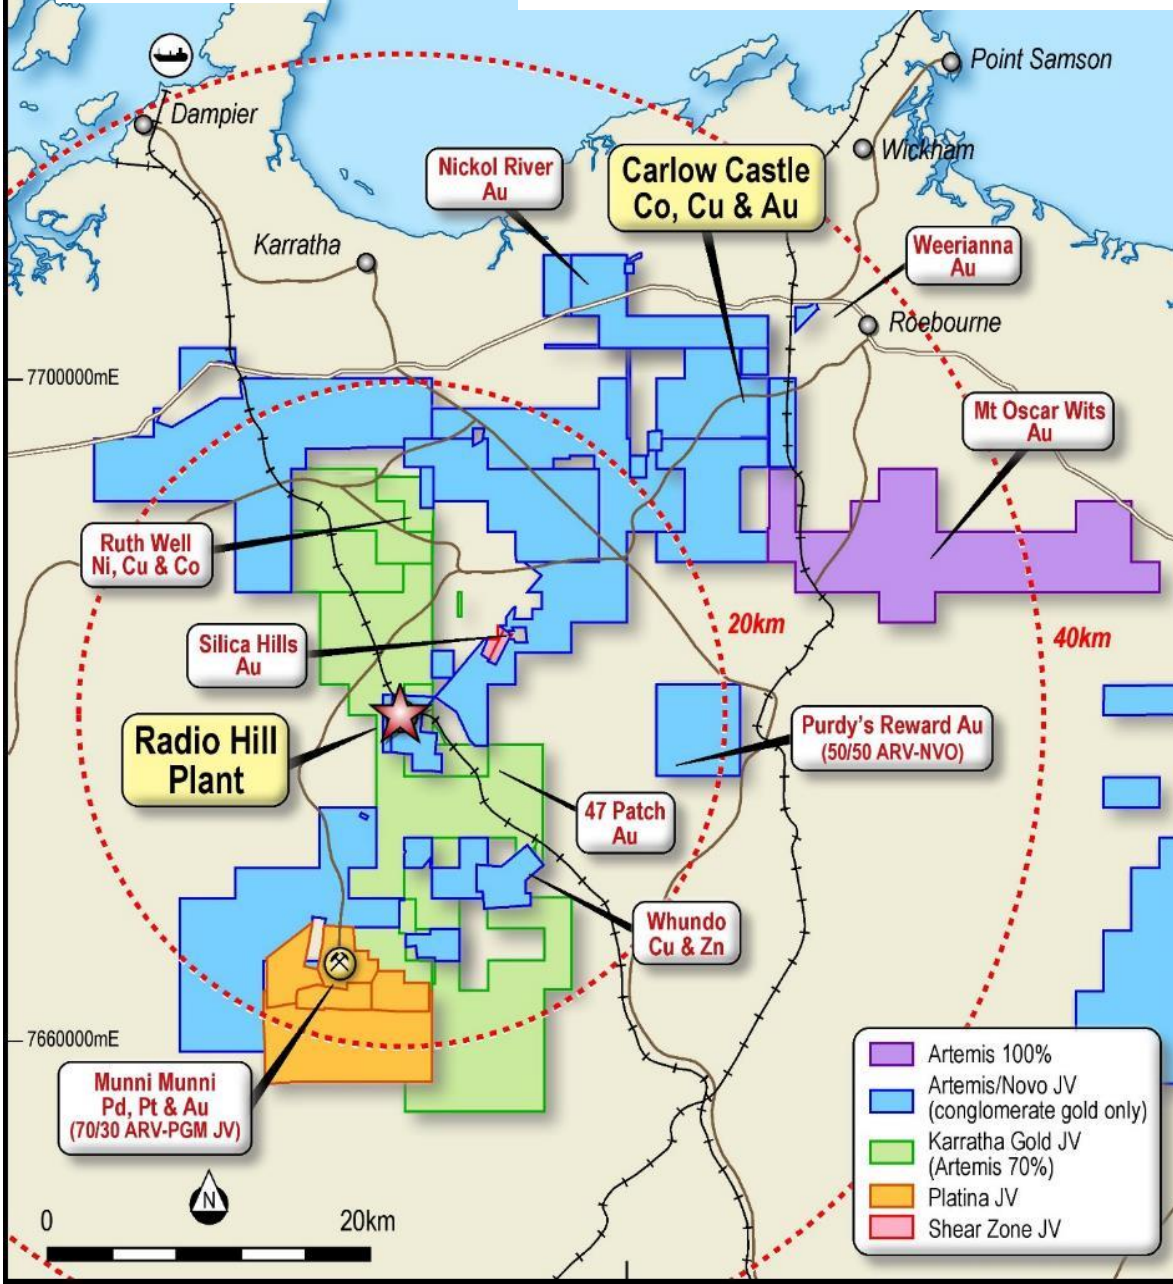 Point Samson
Dampier
Wickham
Nickol River
Au
Carlow Castle
Co, Cu & Au
Karratha
Weerianna
Au
Roebourne
7700000mE
Mt Oscar Wits
Au
Ruth Well
Ni, Cu & Co
20km
40km
Silica Hills
Au
Radio Hill
Plant
Purdy's Reward Au
(50/50 ARV-NVO)
47 Patch
Au
Whundo
Cu & Zn
7660000mE
Munni Munni
Pd, Pt & Au
(70/30 ARV-PGM JV)
Artemis 100%
Artemis/Novo JV
(conglomerate gold only)
Karratha Gold JV
(Artemis 70%)
Platina JV
Shear Zone JV
N
0 20km